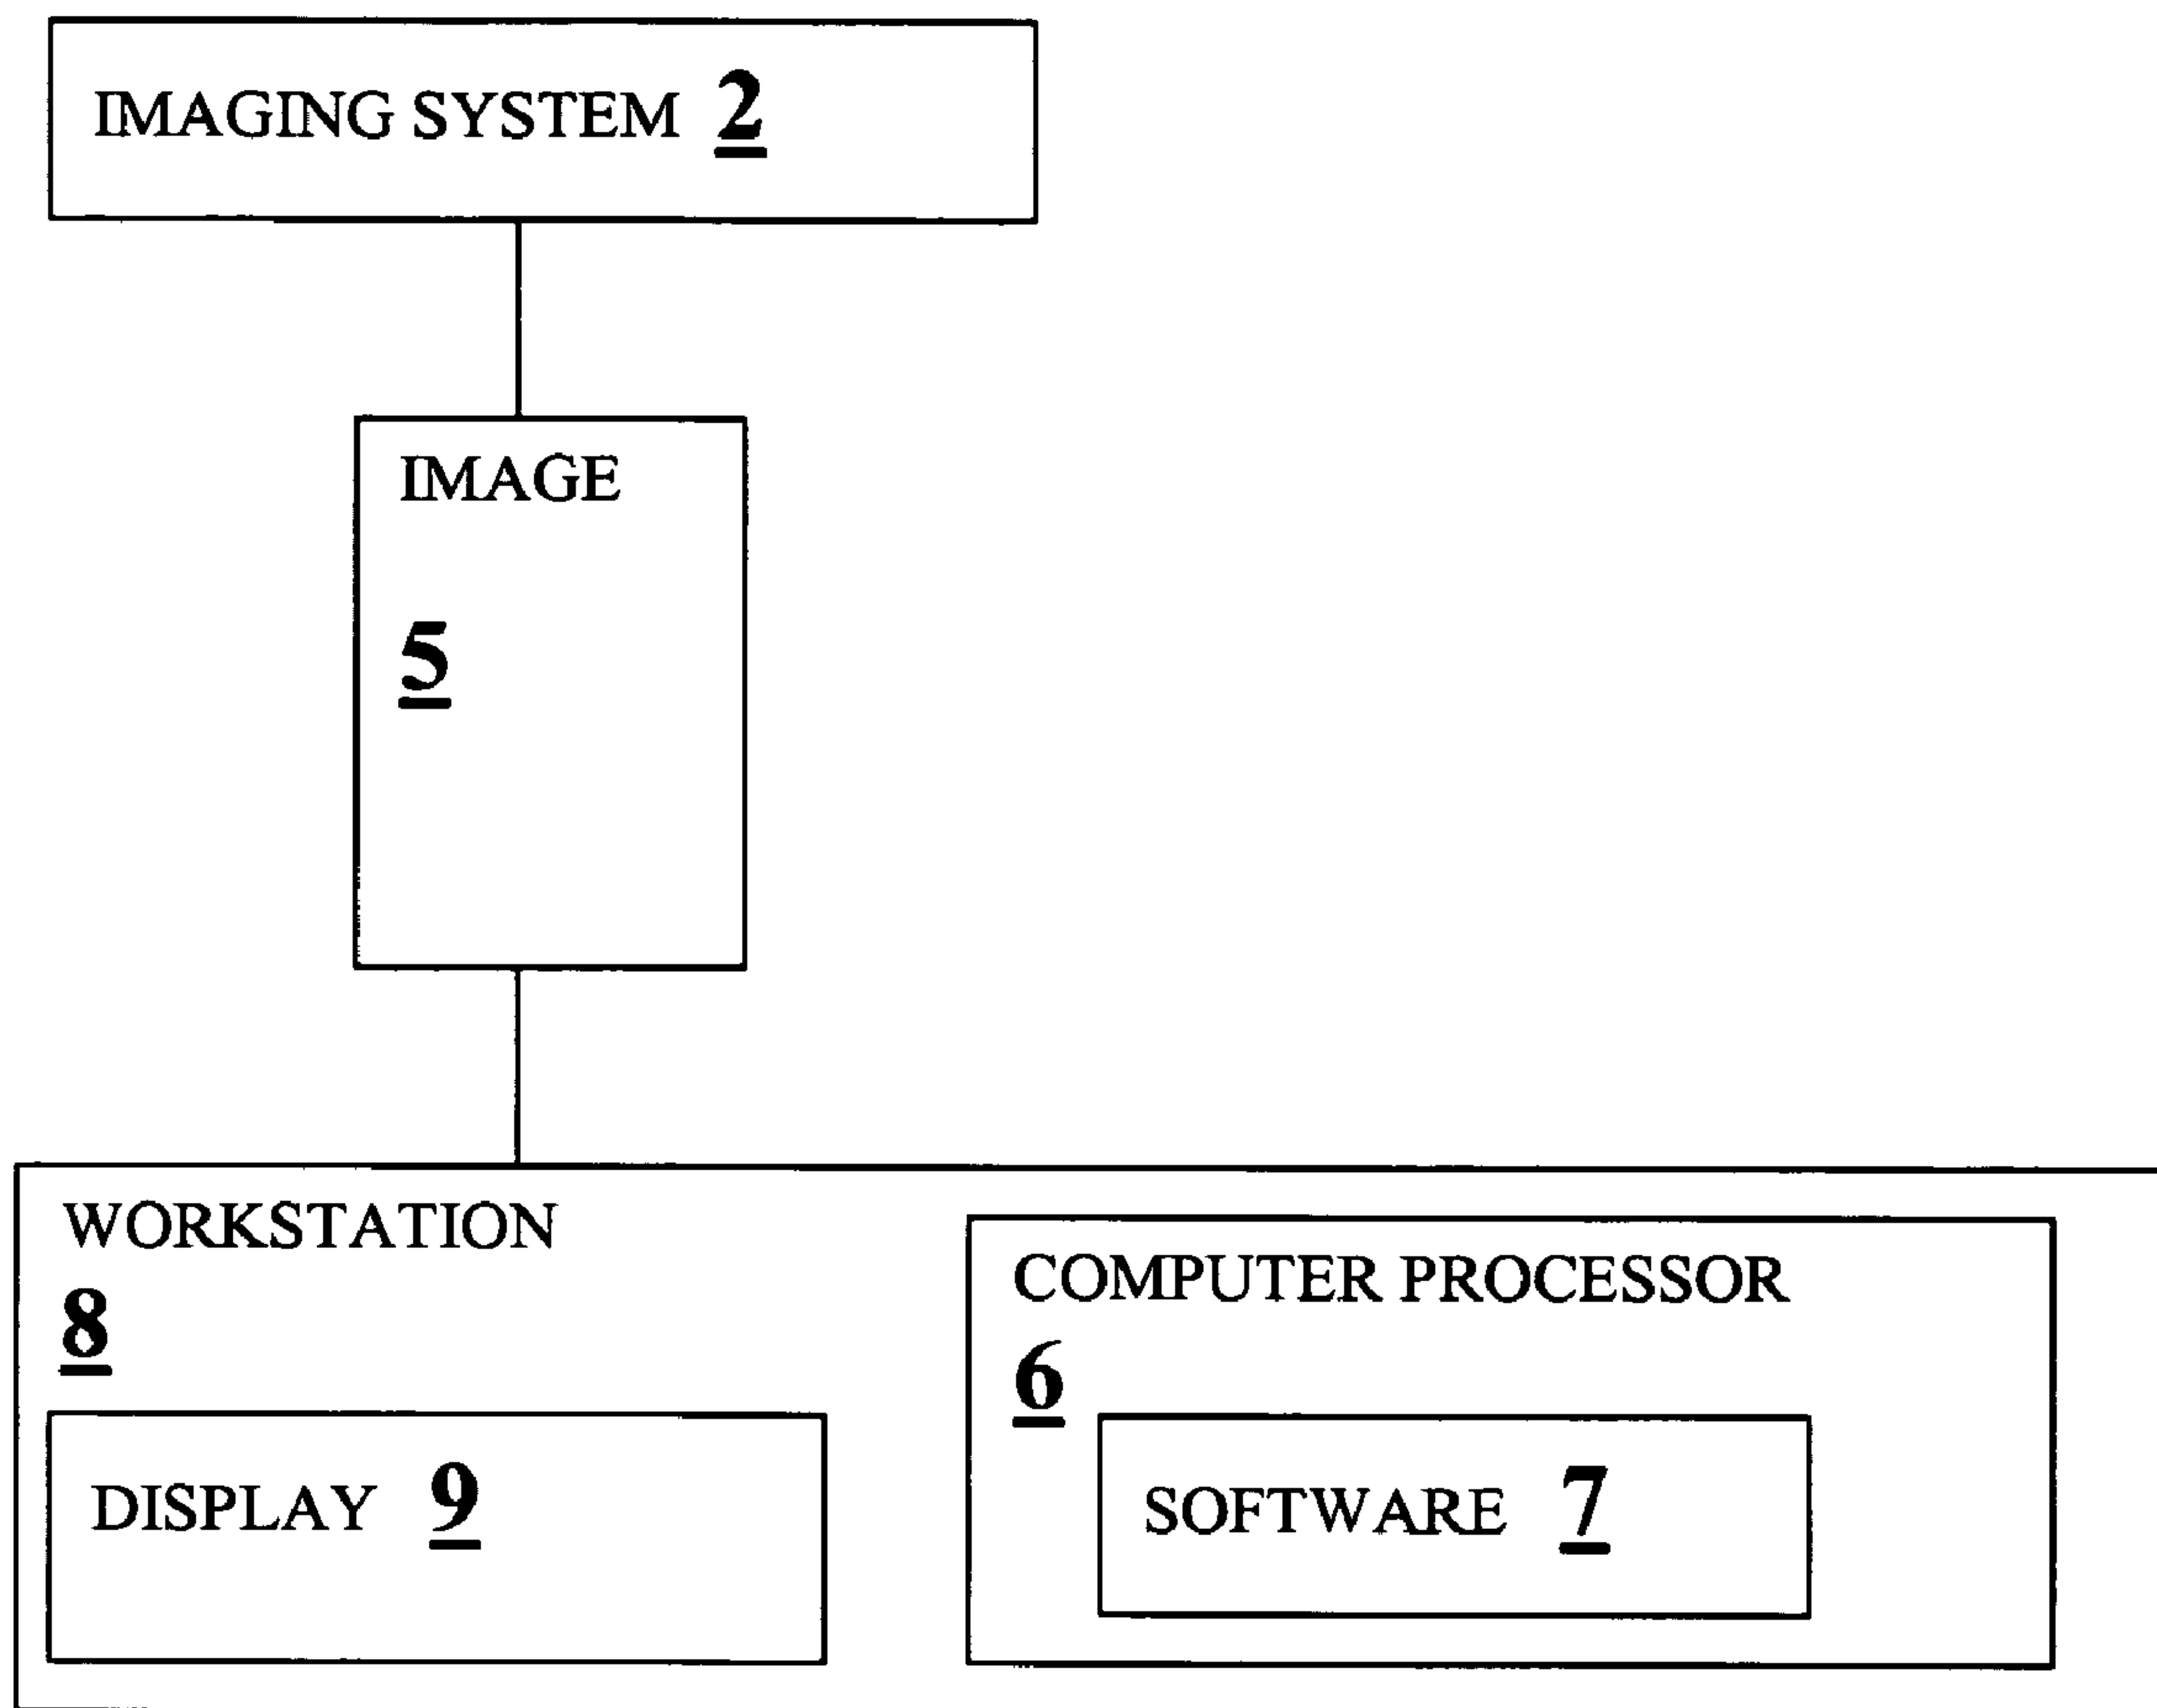 IMAGING SYSTEM 2
IMAGE
5
WORKSTATION
8
DISPLAY 9
COMPUTER PROCESSOR
6
SOFTWARE 7